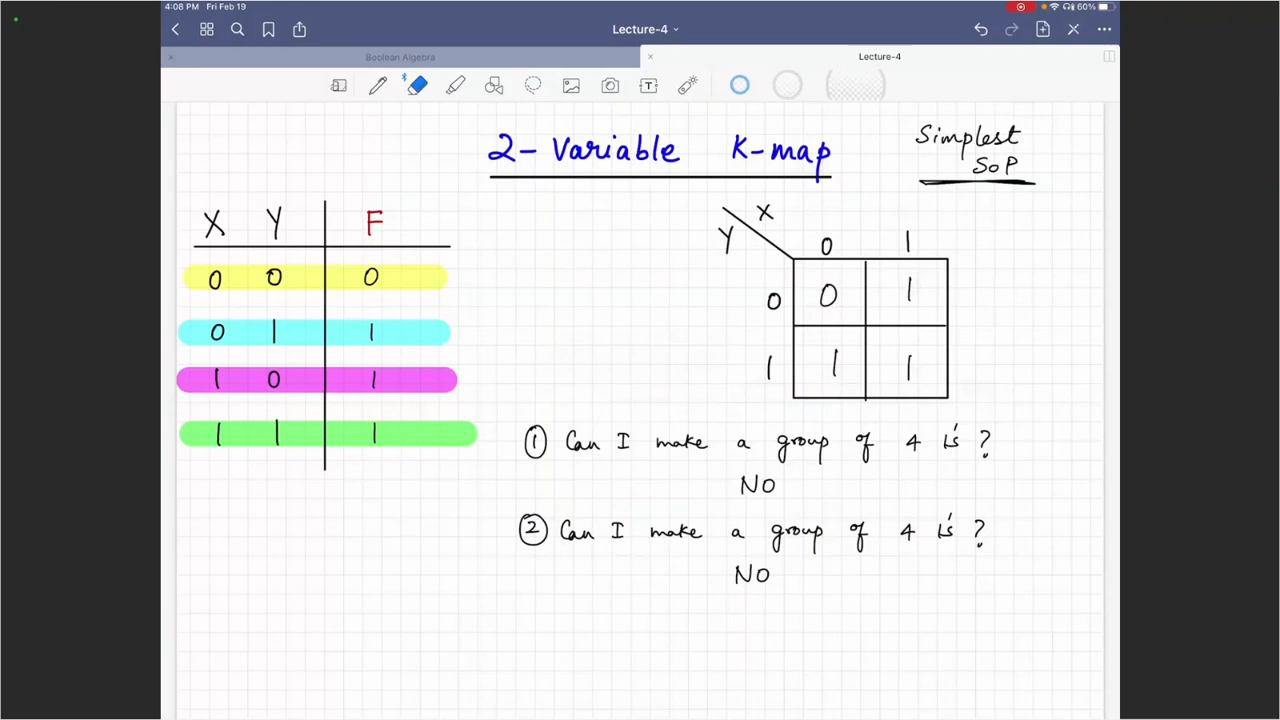 4:08 PM Fri Feb 19
60%
Lecture-4
Boolean Algebra
Lecture-4
T
2-Variable K-map
Simplest
SoP
X Y F
0 0 0
0 1 1
1 0 1
1 1 1
X
Y
0 1
0 0 1
1 1 1
① Can I make a group of 4 1's?
NO
② Can I make a group of 4 1's?
NO